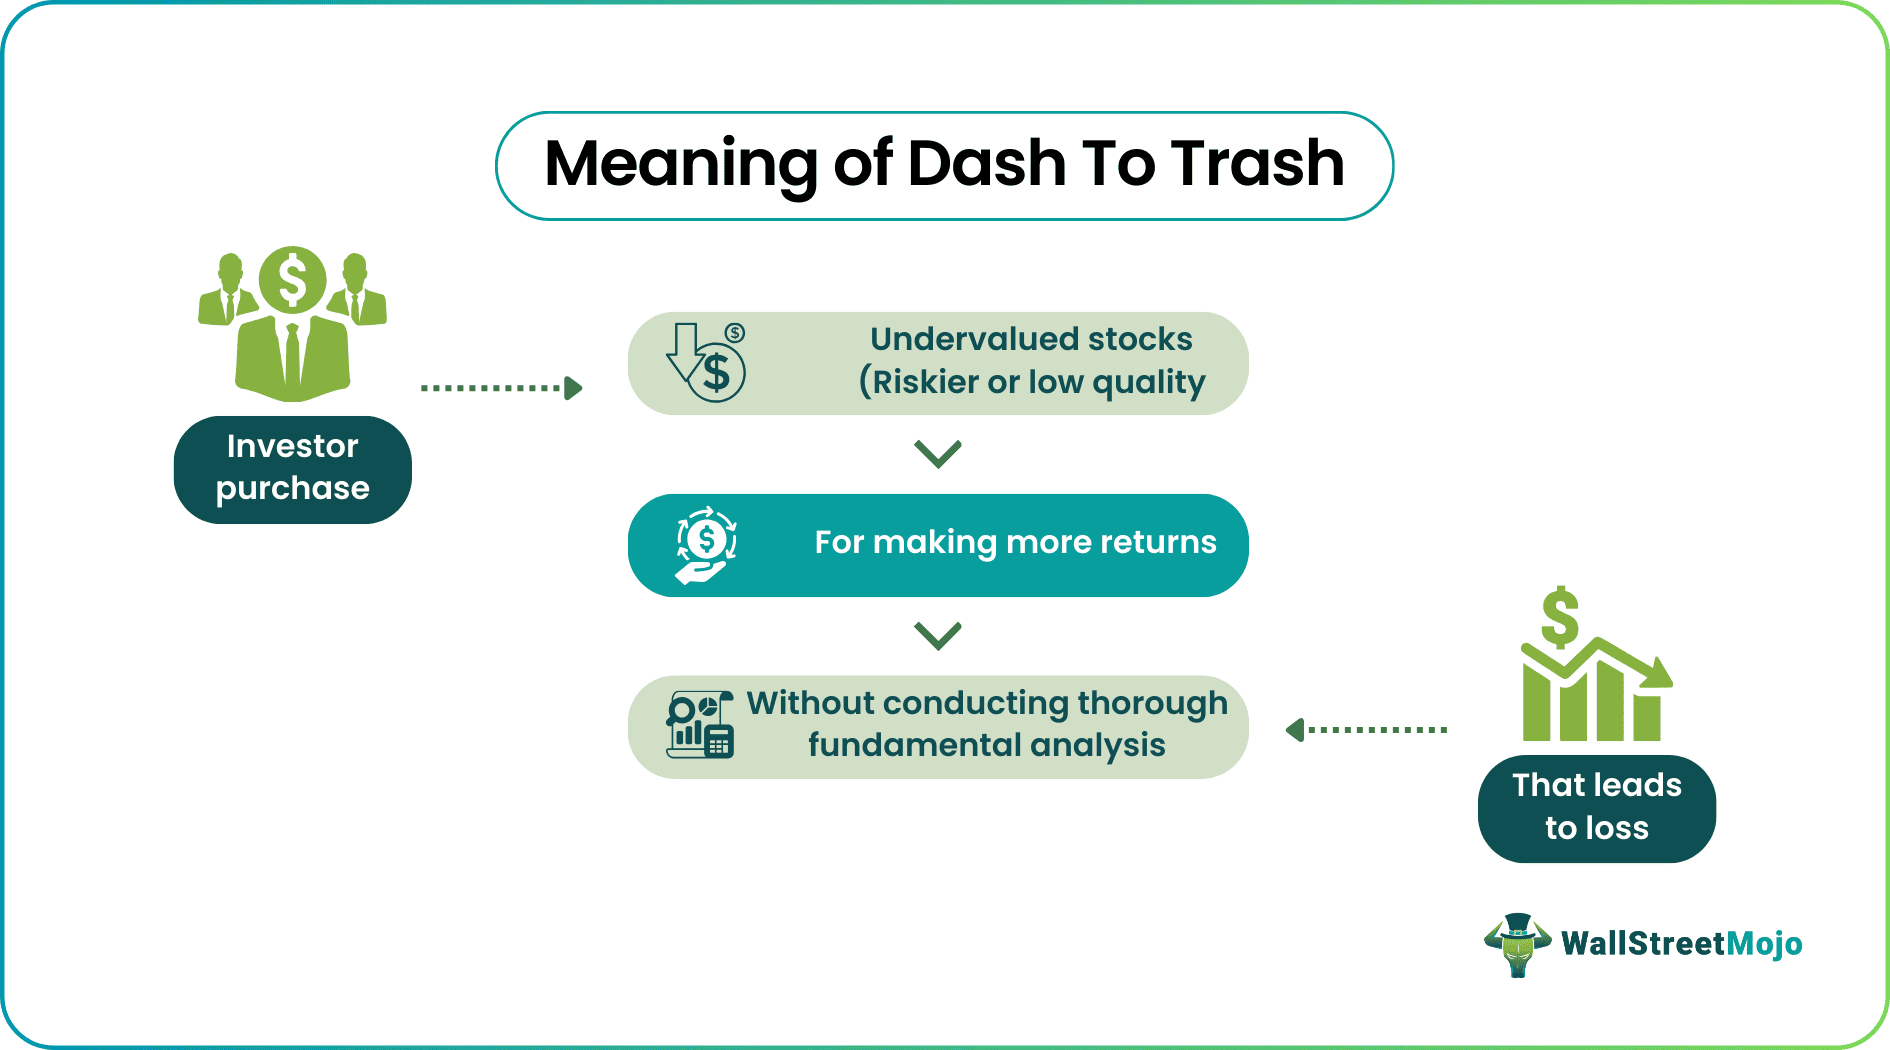 Meaning of Dash To Trash
Investor
purchase
Undervalued stocks
(Riskier or low quality
For making more returns
Without conducting thorough
fundamental analysis
That leads
to loss
WallStreetMojo